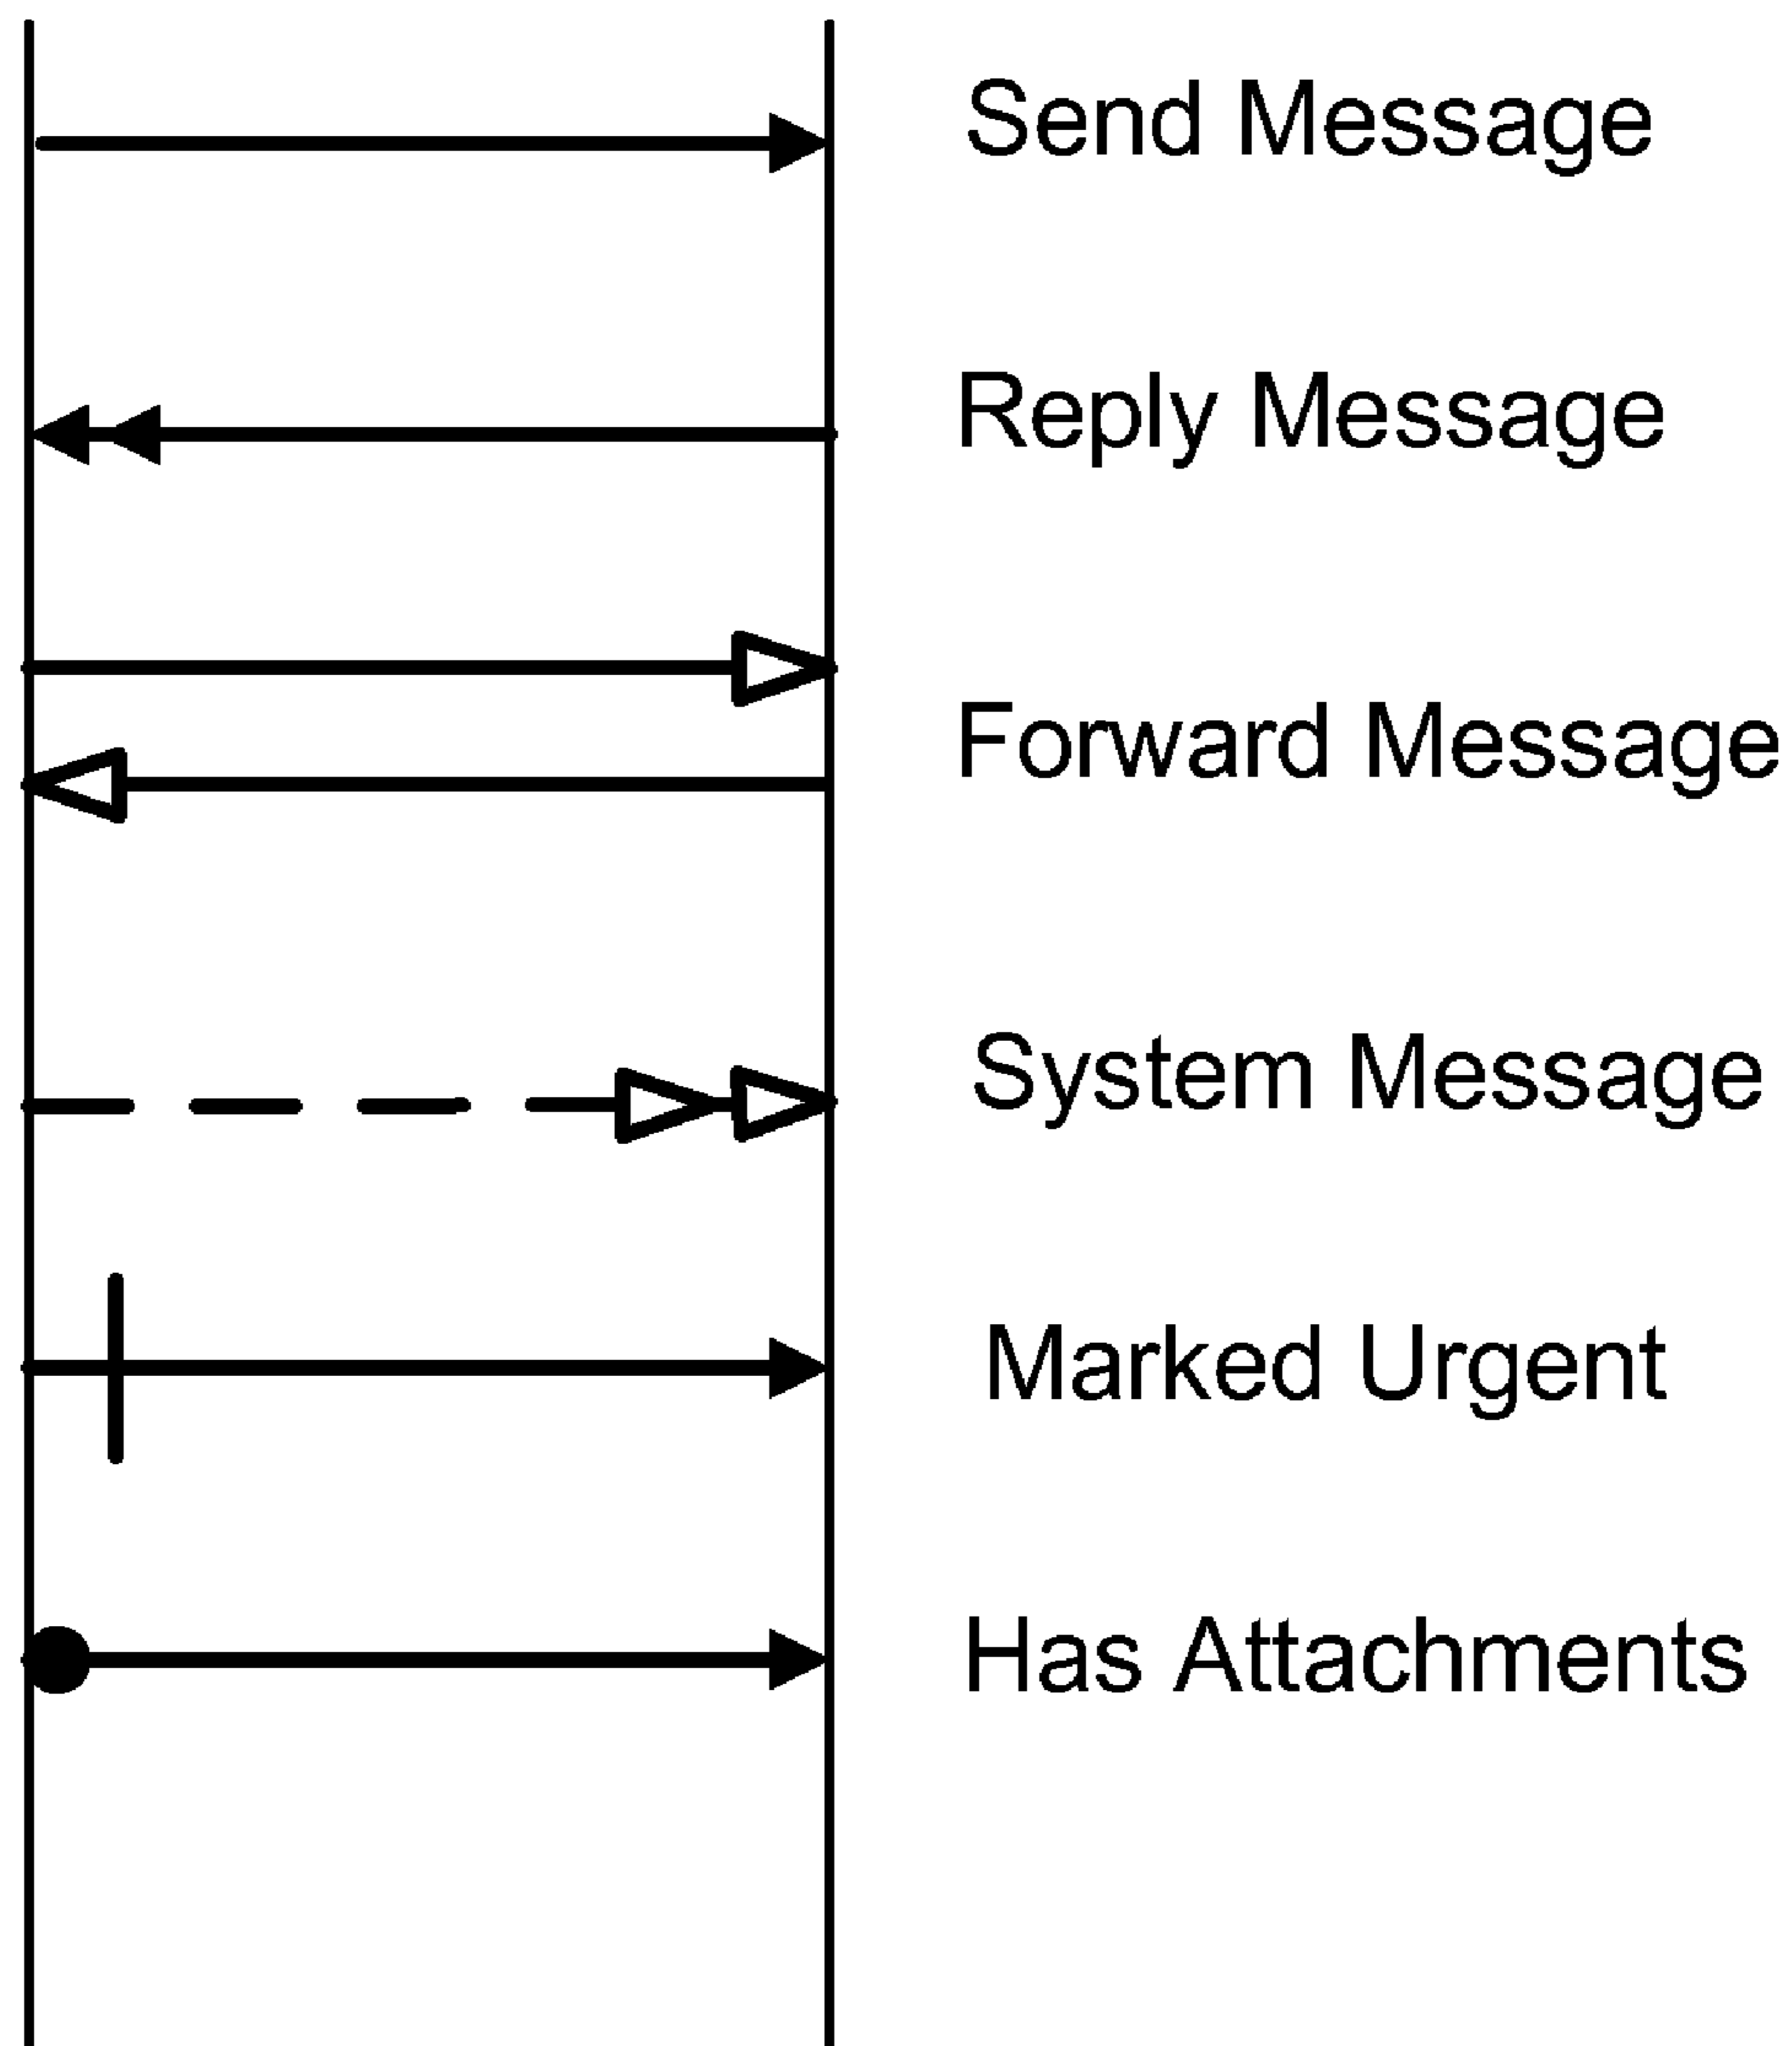 Send Message
Reply Message
Forward Message
System Message
Marked Urgent
Has Attachments